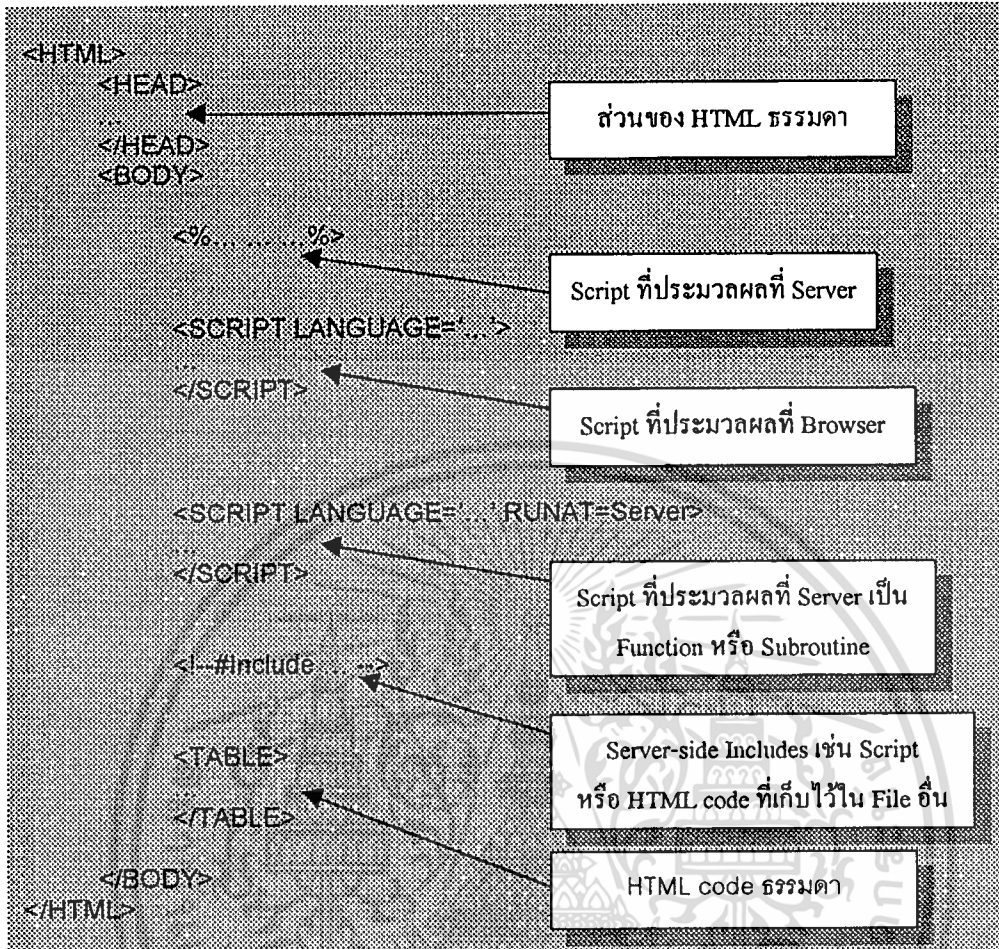 <HTML>
<HEAD>
...
</HEAD>
<BODY>
ส่วนของ HTML ธรรมดา
<%... ... ...%>
Script ที่ประมวลผลที่ Server
<SCRIPT LANGUAGE='...'>
...
</SCRIPT>
Script ที่ประมวลผลที่ Browser
<SCRIPT LANGUAGE='...' RUNAT=Server>
...
</SCRIPT>
Script ที่ประมวลผลที่ Server เป็น
Function หรือ Subroutine
<!--#Include ... -->
Server-side Includes เช่น Script
หรือ HTML code ที่เก็บไว้ใน File อื่น
<TABLE>
...
</TABLE>
HTML code ธรรมดา
</BODY>
</HTML>